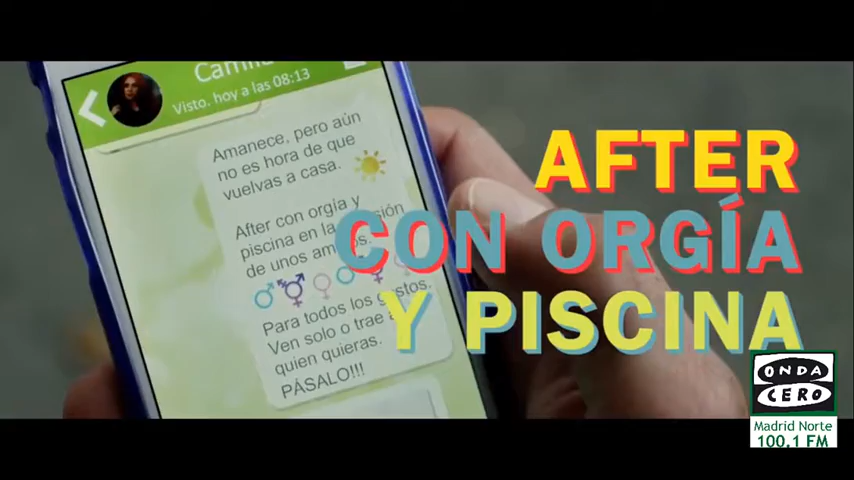 Visto. hoy a las 08:13
Amanece, pero aún
no es hora de que
vuelvas a casa.
After con orgía y
piscina en la
de unos
Para todos los gustos.
Ven solo o trae a
quien quieras.
PÁSALO!!!
AFTER
CON ORGÍA
Y PISCINA
ONDA
CERO
Madrid Norte
100.1 FM